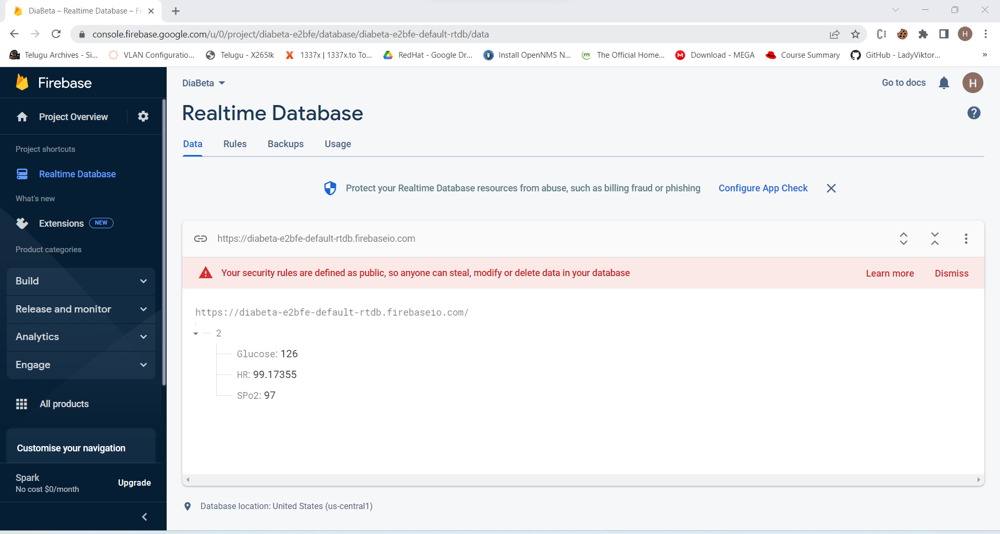 DiaBeta – Realtime Database – Fi
console.firebase.google.com/u/0/project/diabeta-e2bfe/database/diabeta-e2bfe-default-rtdb/data
H
Telugu Archives - Si...
VLAN Configuratio...
Telugu - X265lk
1337x | 1337x.to To...
RedHat - Google Dr...
Install OpenNMS N...
YTS
The Official Home...
M
Download - MEGA
Course Summary
GitHub - LadyViktor...
»
Firebase
DiaBeta
Go to docs
H
Project Overview
Realtime Database
?
Data
Rules
Backups
Usage
Project shortcuts
Realtime Database
What's new
Extensions
NEW
Product categories
Build
Release and monitor
Analytics
Engage
All products
Customise your navigation
Spark
No cost $0/month
Upgrade
Protect your Realtime Database resources from abuse, such as billing fraud or phishing
Configure App Check
https://diabeta-e2bfe-default-rtdb.firebaseio.com
Your security rules are defined as public, so anyone can steal, modify or delete data in your database
Learn more
Dismiss
https://diabeta-e2bfe-default-rtdb.firebaseio.com/
2
Glucose: 126
HR: 99.17355
SPo2: 97
Database location: United States (us-central1)